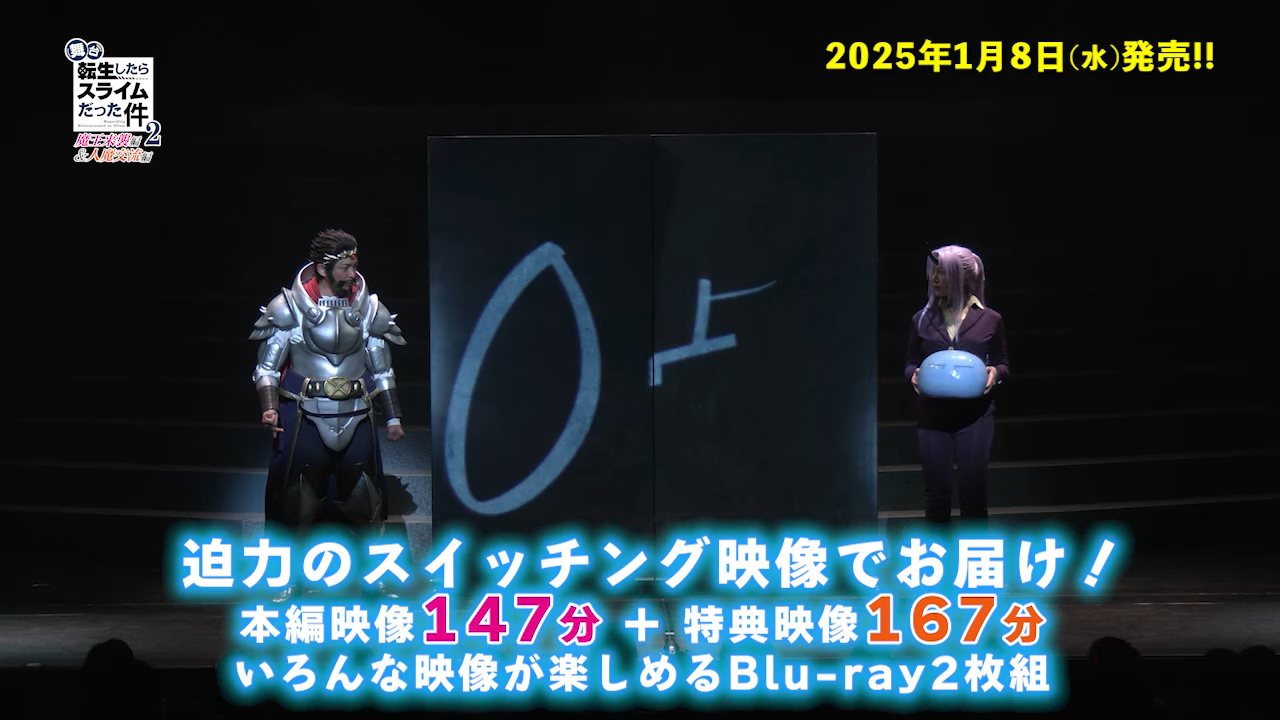 舞台
転生したら
スライム
だった件
Regarding
Reincarnated to Slime
魔王来襲編
&人魔交流編
2
2025年1月8日(水)発売!!
迫力のスイッチング映像でお届け!
本編映像147分 + 特典映像167分
いろんな映像が楽しめるBlu-ray2枚組